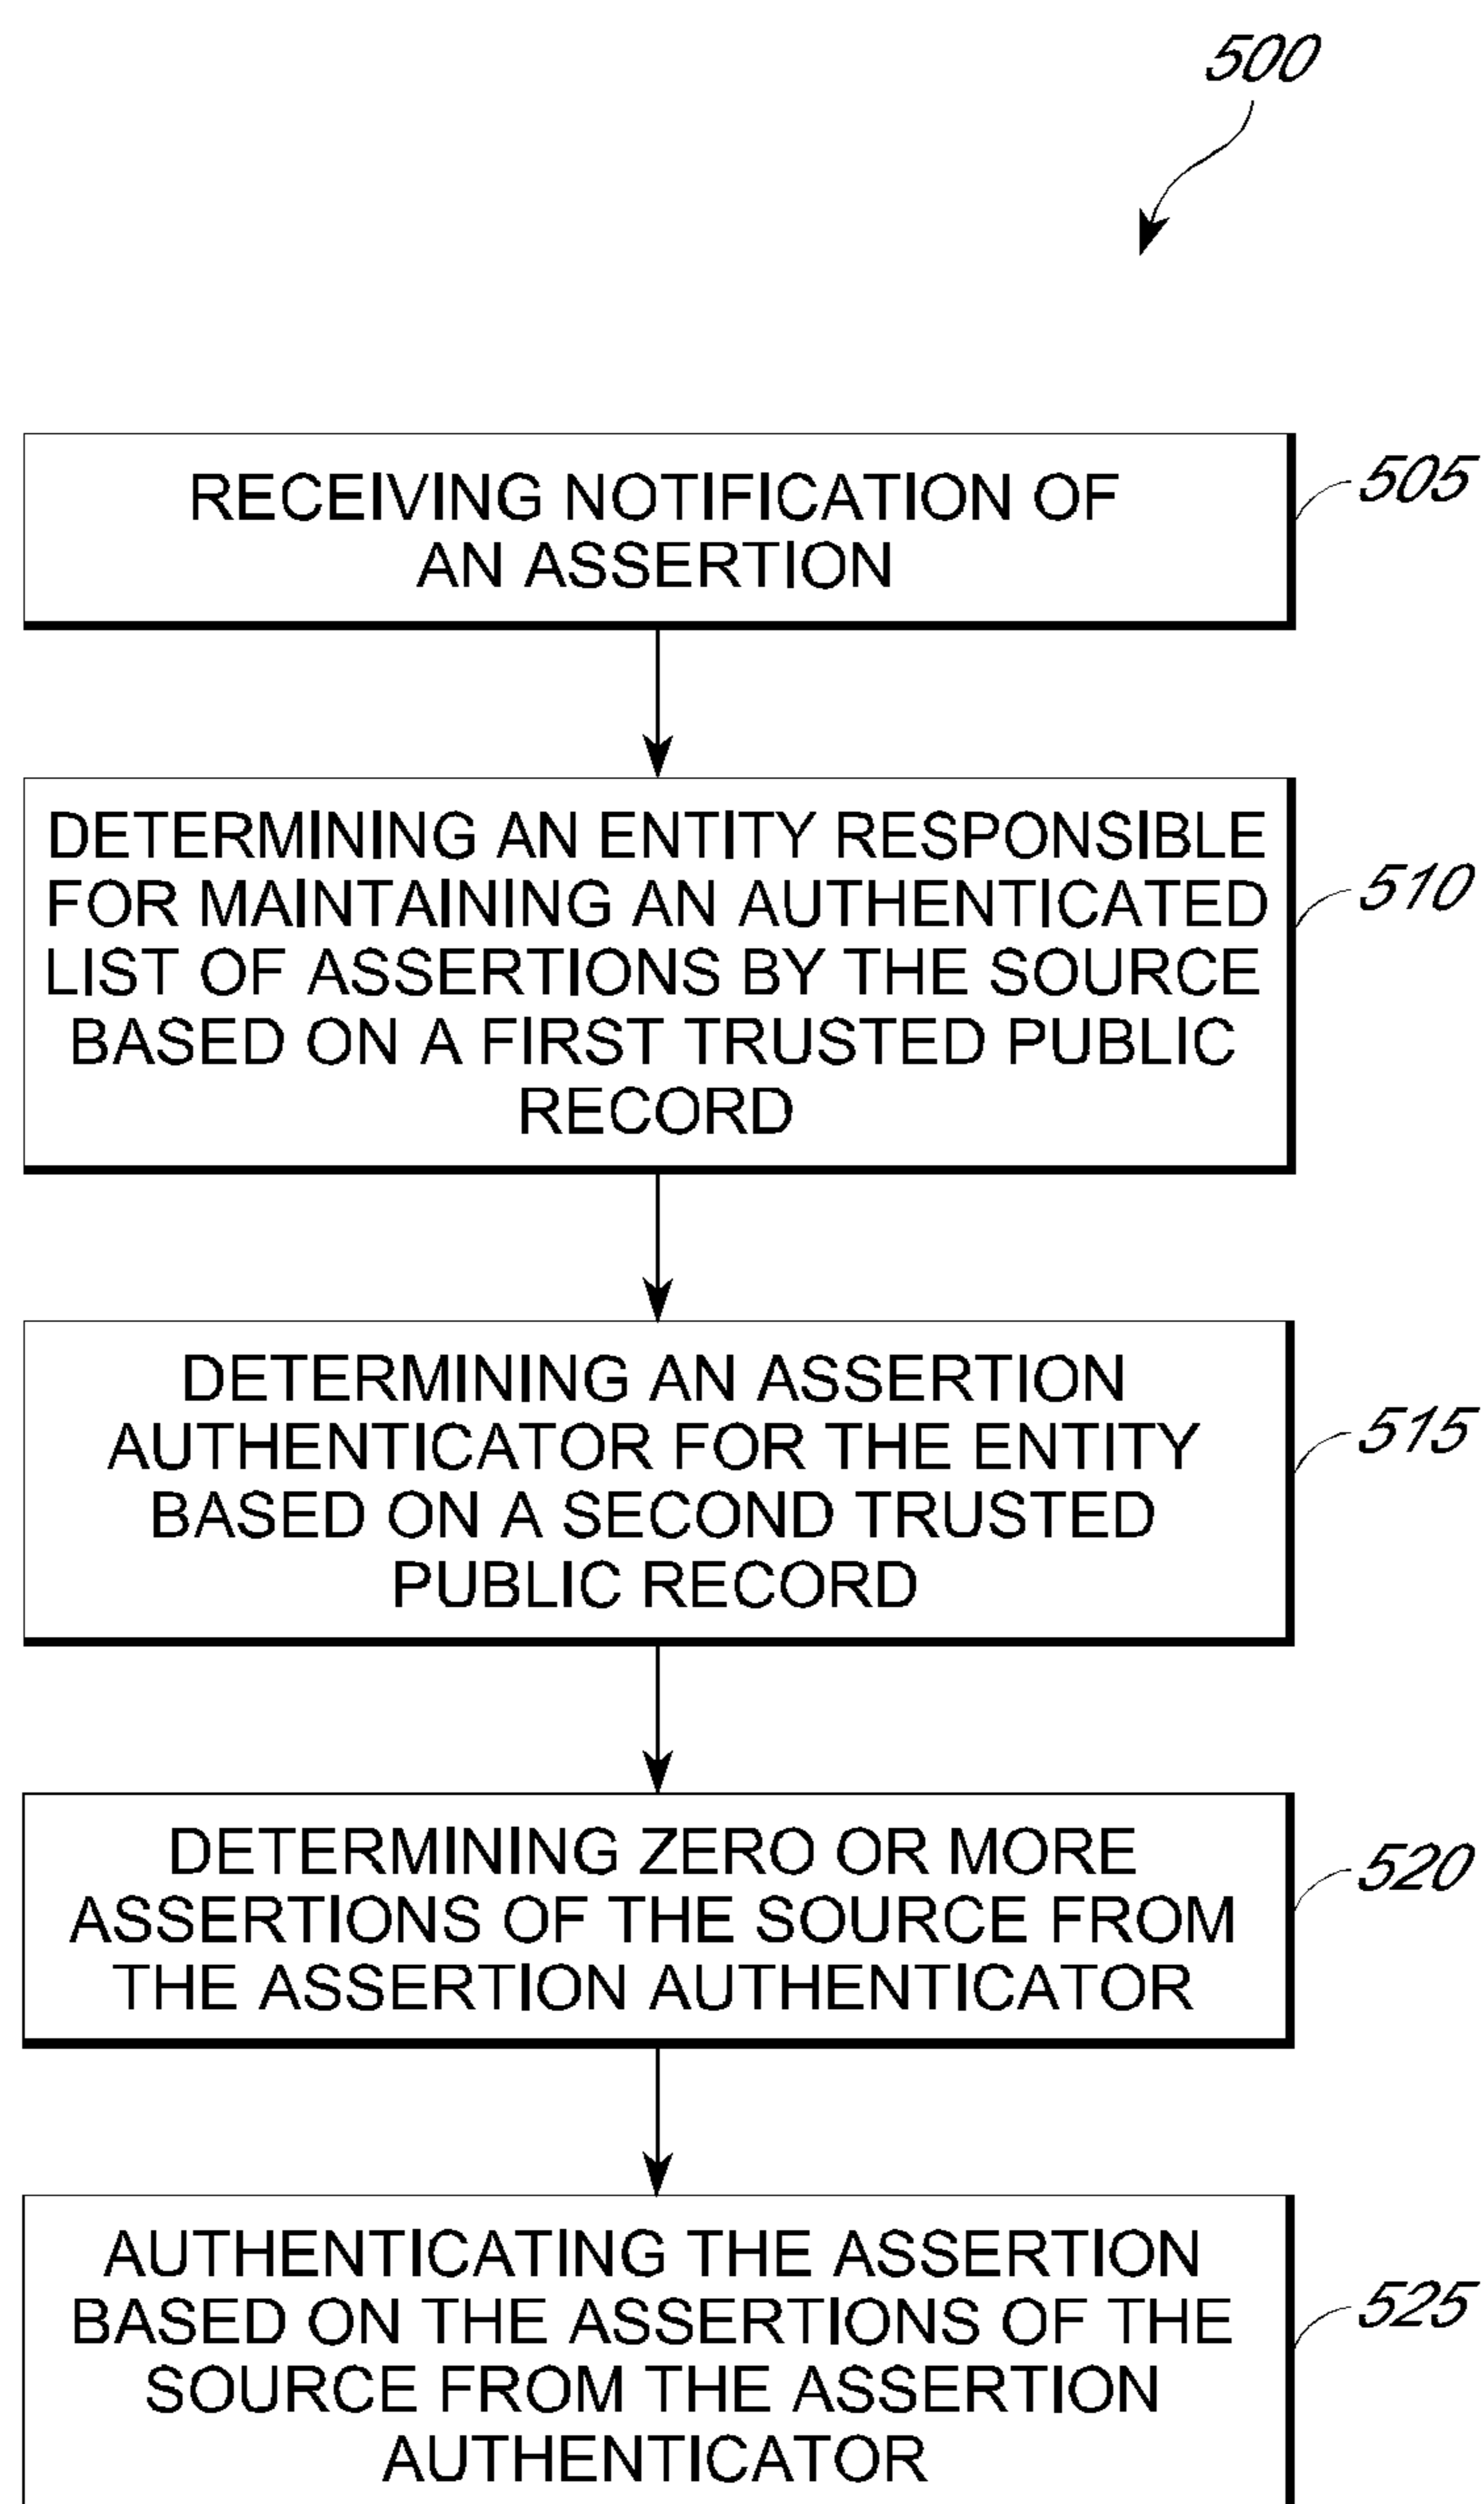 500
RECEIVING NOTIFICATION OF
AN ASSERTION
505
DETERMINING AN ENTITY RESPONSIBLE
FOR MAINTAINING AN AUTHENTICATED
LIST OF ASSERTIONS BY THE SOURCE
BASED ON A FIRST TRUSTED PUBLIC
RECORD
510
DETERMINING AN ASSERTION
AUTHENTICATOR FOR THE ENTITY
BASED ON A SECOND TRUSTED
PUBLIC RECORD
515
DETERMINING ZERO OR MORE
ASSERTIONS OF THE SOURCE FROM
THE ASSERTION AUTHENTICATOR
520
AUTHENTICATING THE ASSERTION
BASED ON THE ASSERTIONS OF THE
SOURCE FROM THE ASSERTION
AUTHENTICATOR
525